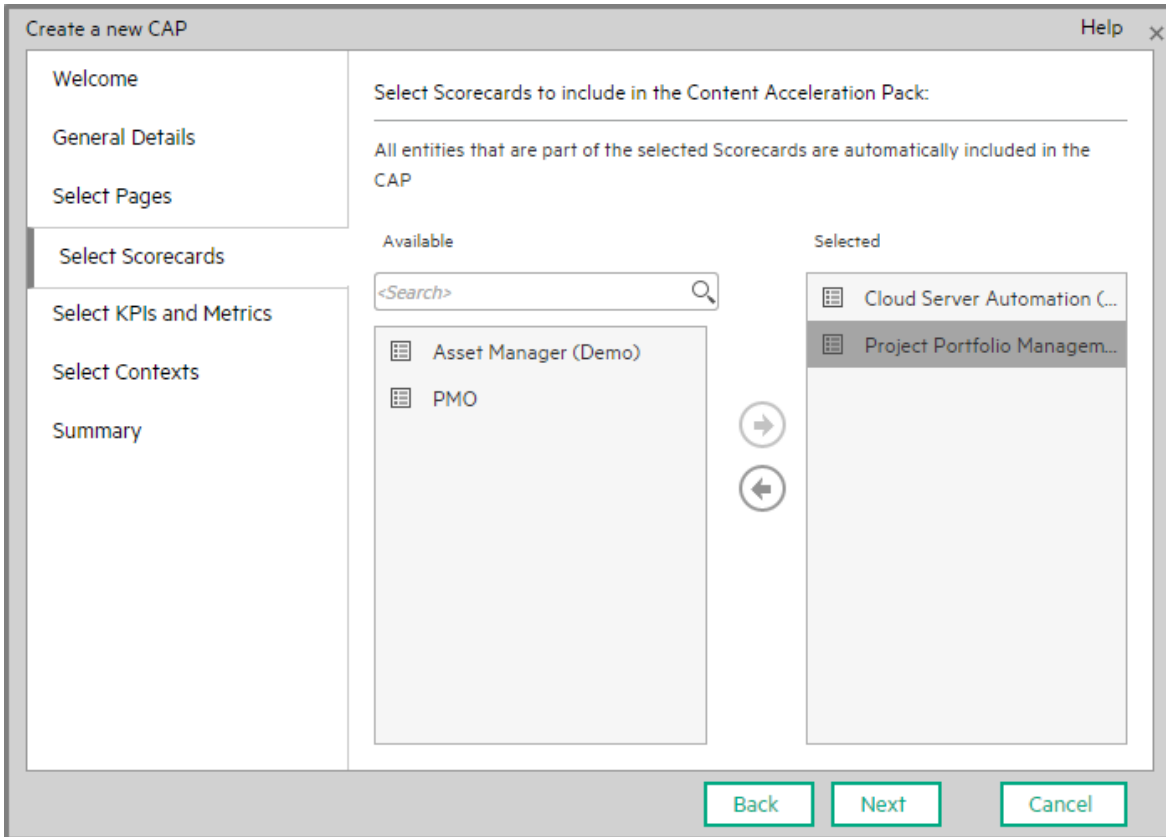 Create a new CAP
Help
Welcome
General Details
Select Pages
Select Scorecards
Select KPIs and Metrics
Select Contexts
Summary
Select Scorecards to include in the Content Acceleration Pack:
All entities that are part of the selected Scorecards are automatically included in the
CAP
Available
<Search>
Asset Manager (Demo)
PMO
Selected
Cloud Server Automation (...
Project Portfolio Managem...
Back
Next
Cancel